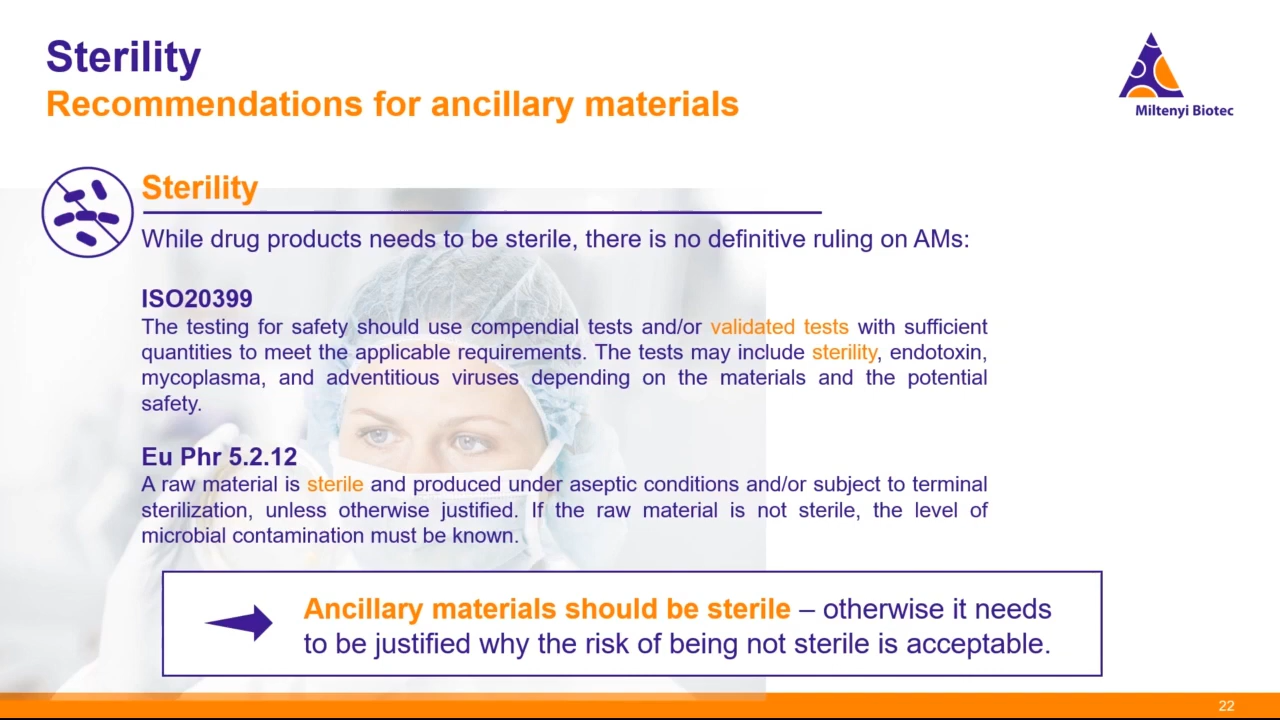 Sterility
Recommendations for ancillary materials
Miltenyi Biotec
Sterility
While drug products needs to be sterile, there is no definitive ruling on AMs:
ISO20399
The testing for safety should use compendial tests and/or validated tests with sufficient
quantities to meet the applicable requirements. The tests may include sterility, endotoxin,
mycoplasma, and adventitious viruses depending on the materials and the potential
safety.
Eu Phr 5.2.12
A raw material is sterile and produced under aseptic conditions and/or subject to terminal
sterilization, unless otherwise justified. If the raw material is not sterile, the level of
microbial contamination must be known.
Ancillary materials should be sterile – otherwise it needs
to be justified why the risk of being not sterile is acceptable.
22